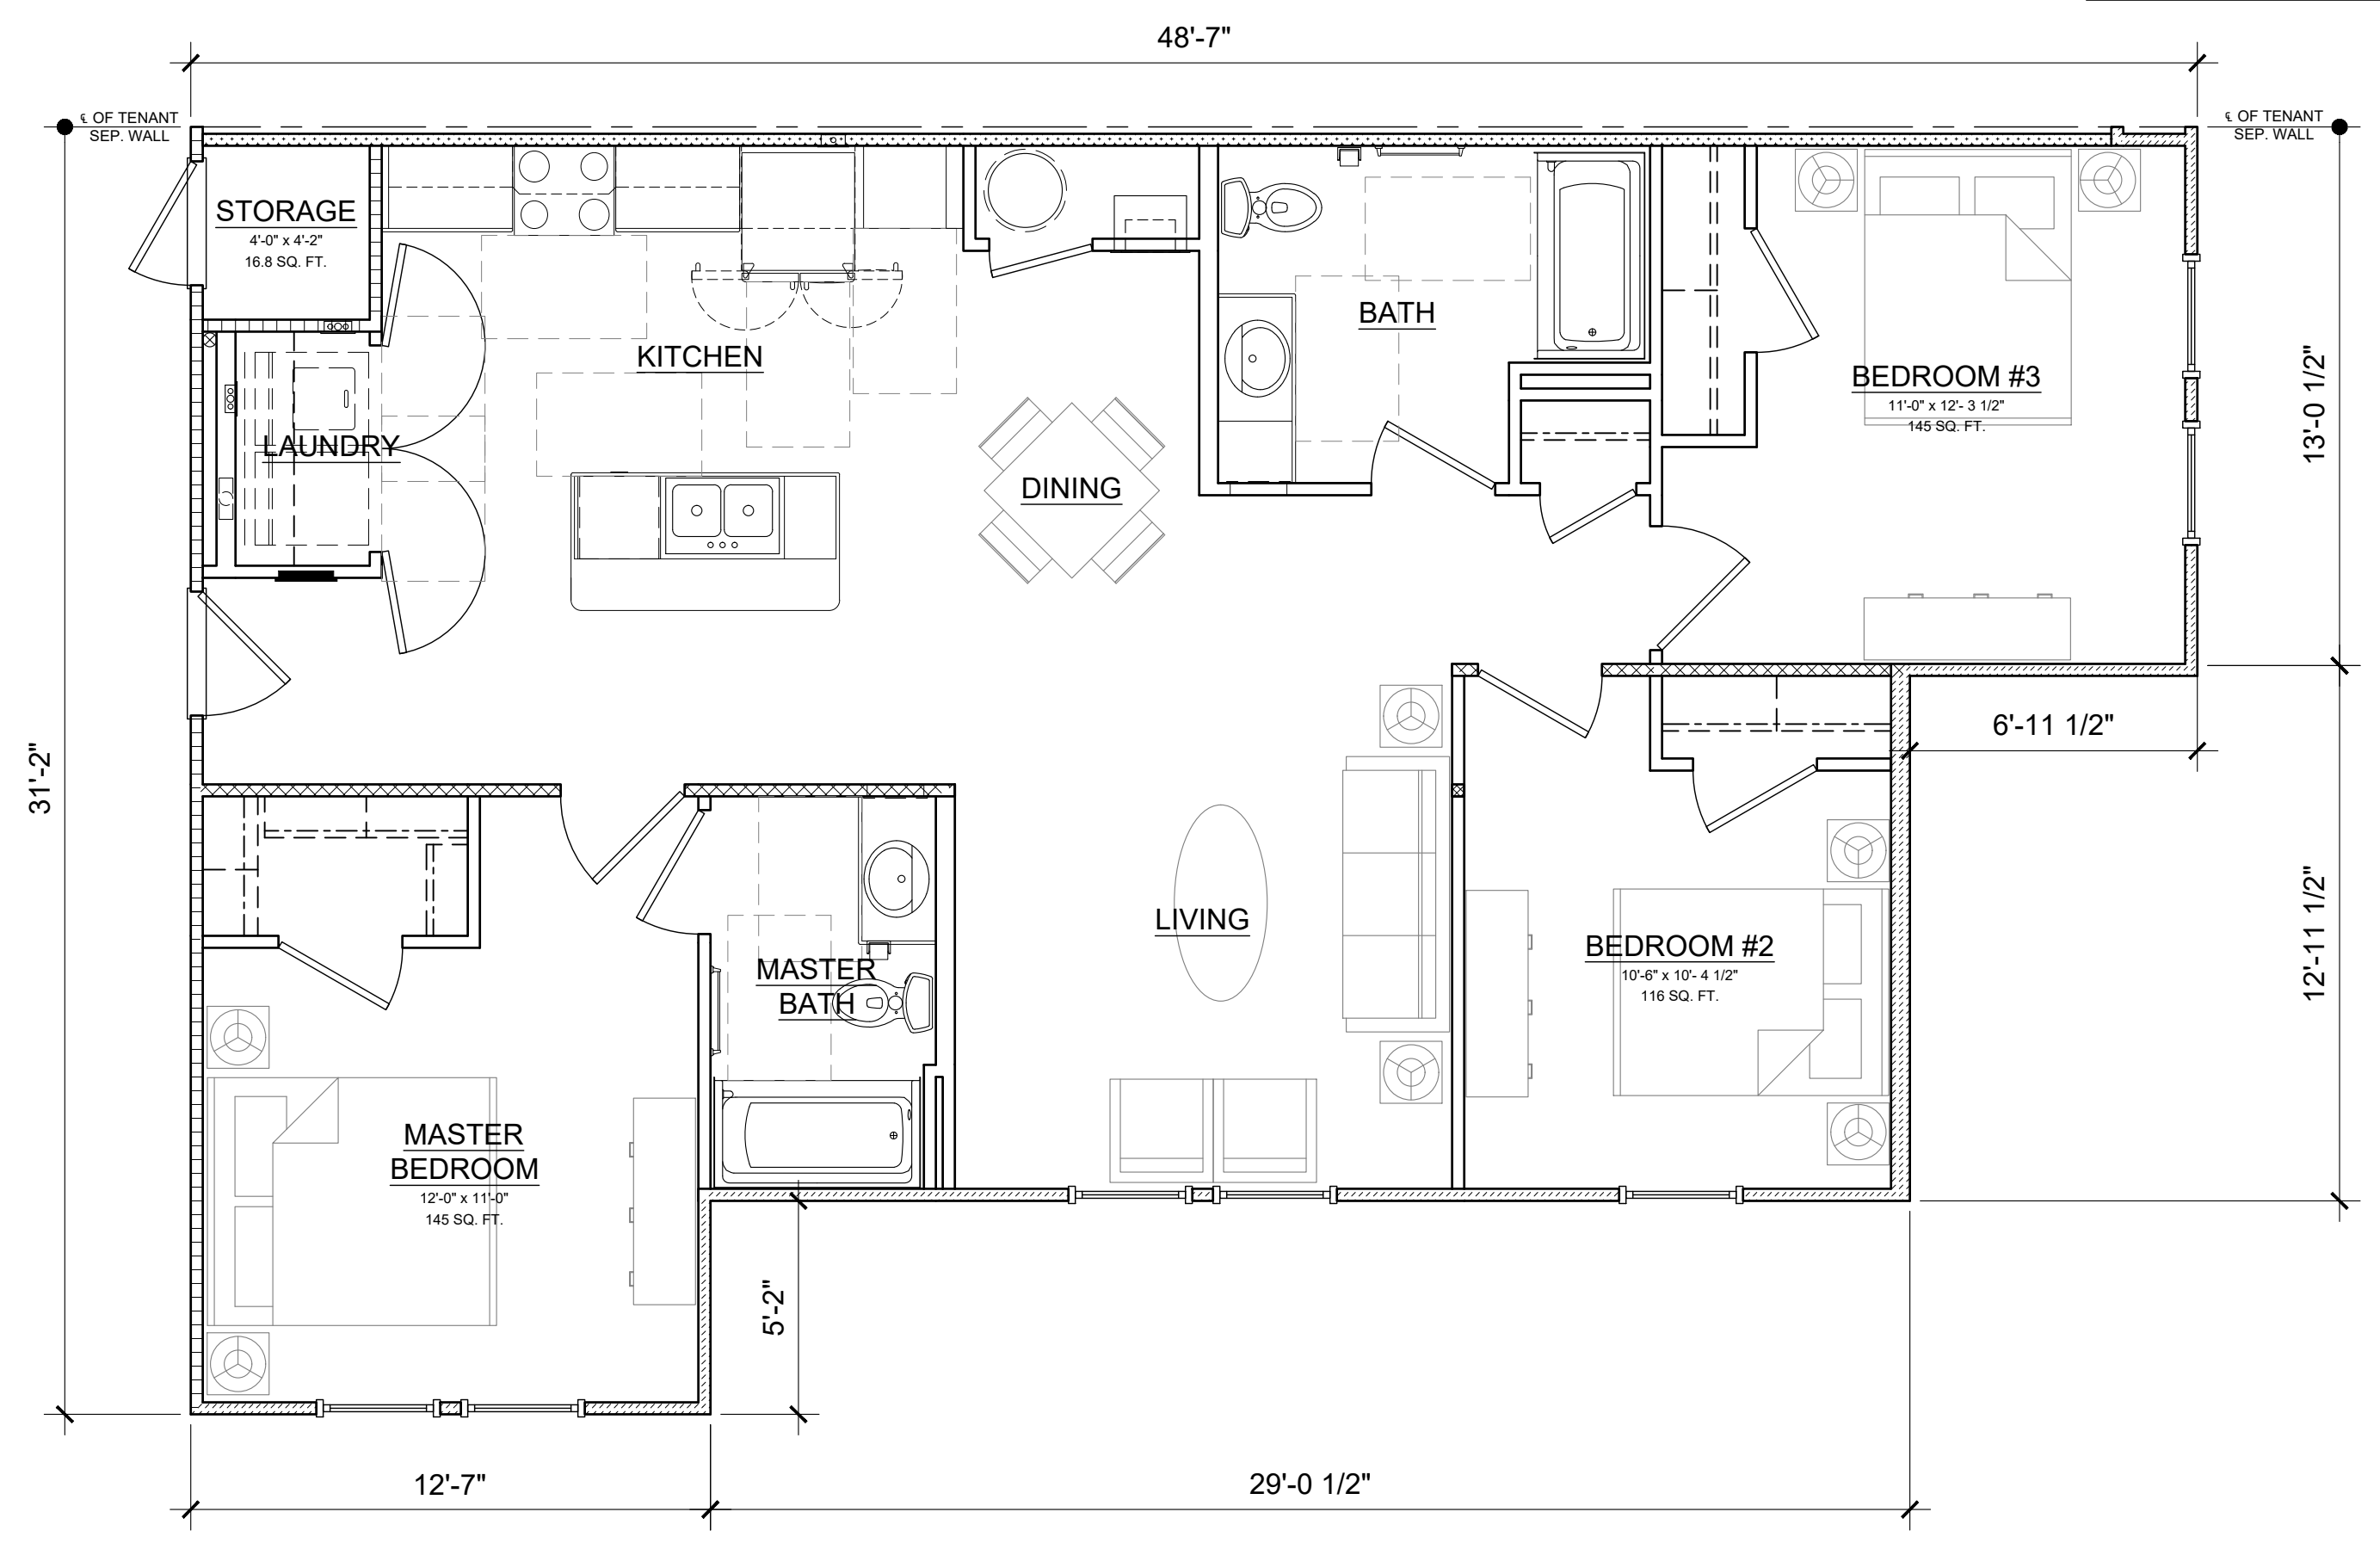 48'-7"
℄ OF TENANT
SEP. WALL
℄ OF TENANT
SEP. WALL
STORAGE
4'-0" x 4'-2"
16.8 SQ. FT.
BATH
KITCHEN
BEDROOM #3
11'-0" x 12'- 3 1/2"
145 SQ. FT.
13'-0 1/2"
LAUNDRY
DINING
6'-11 1/2"
31'-2"
LIVING
BEDROOM #2
10'-6" x 10'- 4 1/2"
116 SQ. FT.
12'-11 1/2"
MASTER
BATH
MASTER
BEDROOM
12'-0" x 11'-0"
145 SQ. FT.
5'-2"
12'-7"
29'-0 1/2"